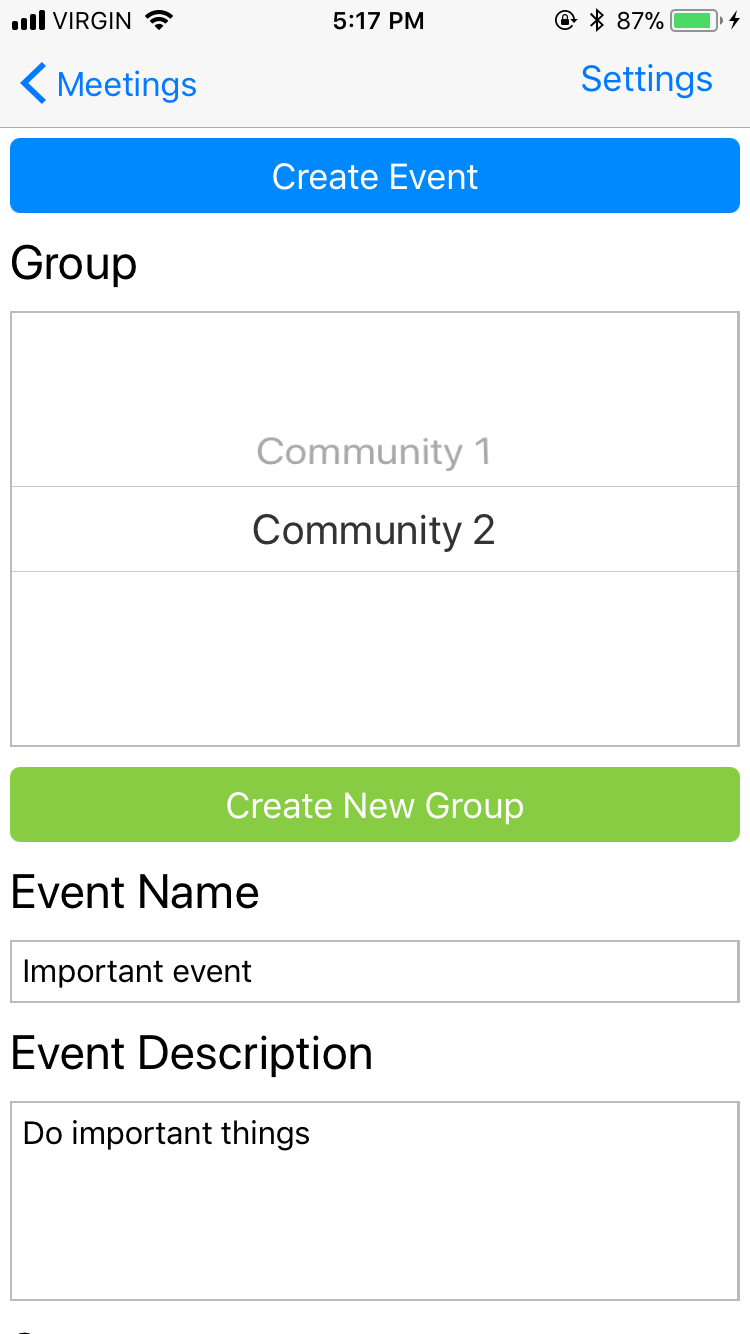 VIRGIN 5:17 PM 87%
Meetings Settings
Create Event
Group
Community 1
Community 2
Create New Group
Event Name
Important event
Event Description
Do important things